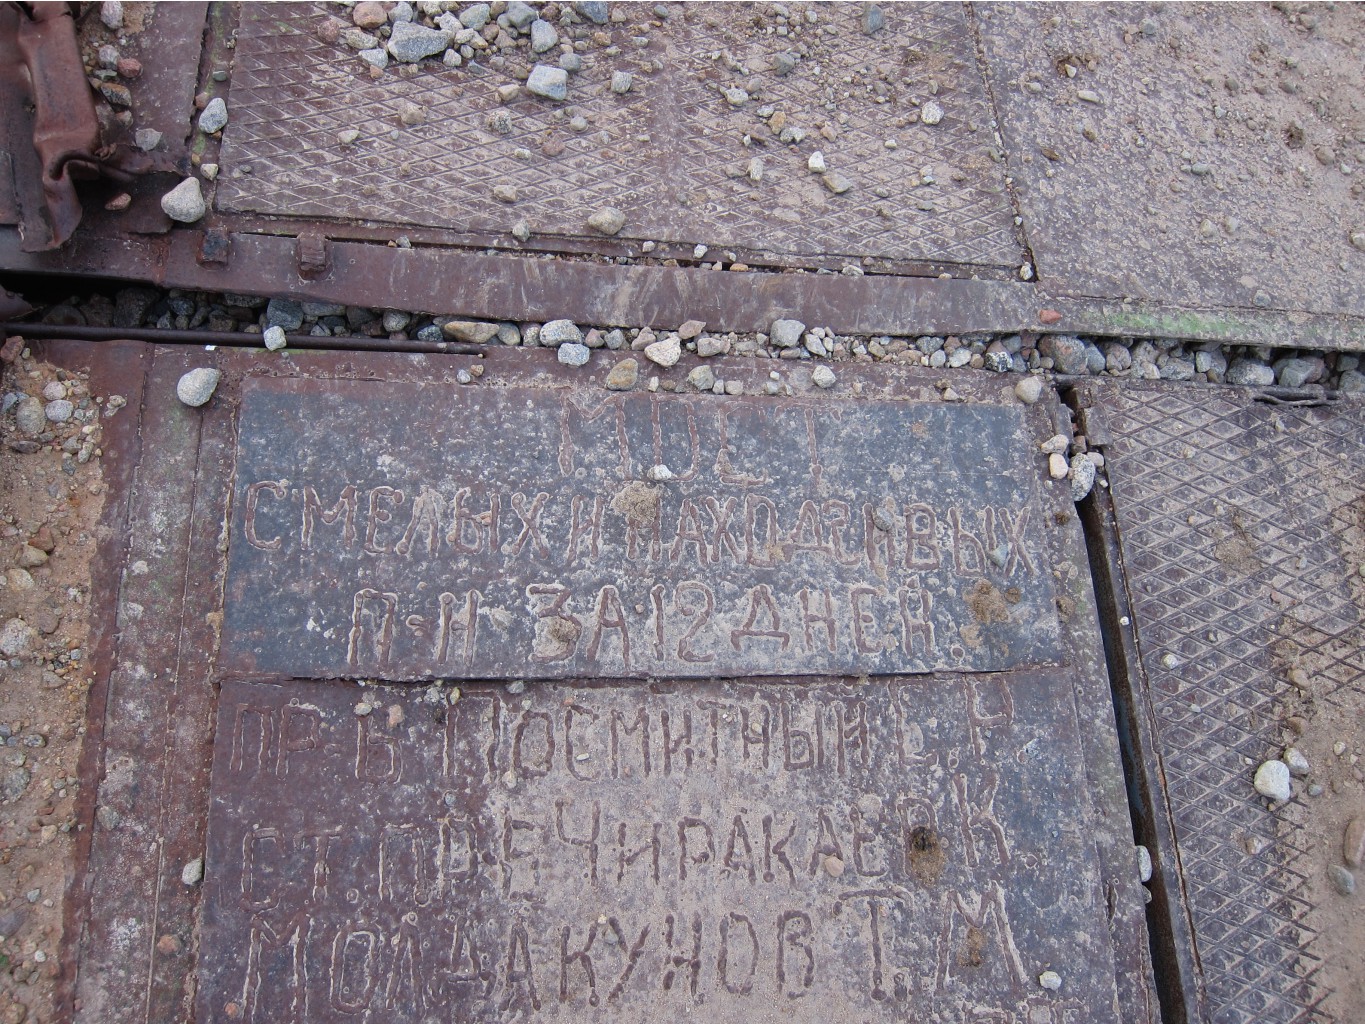 МОСТ
СМЕЛЫХ И НАХОДЧИВЫХ
П-Н ЗА 12 ДНЕЙ.
ПР-В ПОСМИТНЫЙ Е.Н.
СТ.ПР ЕЧИРАКАЕВ К
МОЛДАКУНОВ Т.М